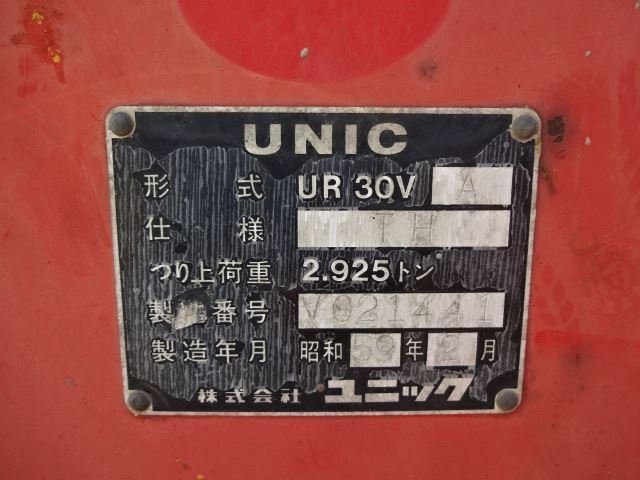 UNIC
形式 UR 30V A
仕様 TH
つり上荷重 2.925トン
製造番号 V021441
製造年月 昭和59年2月
株式会社 ユニック